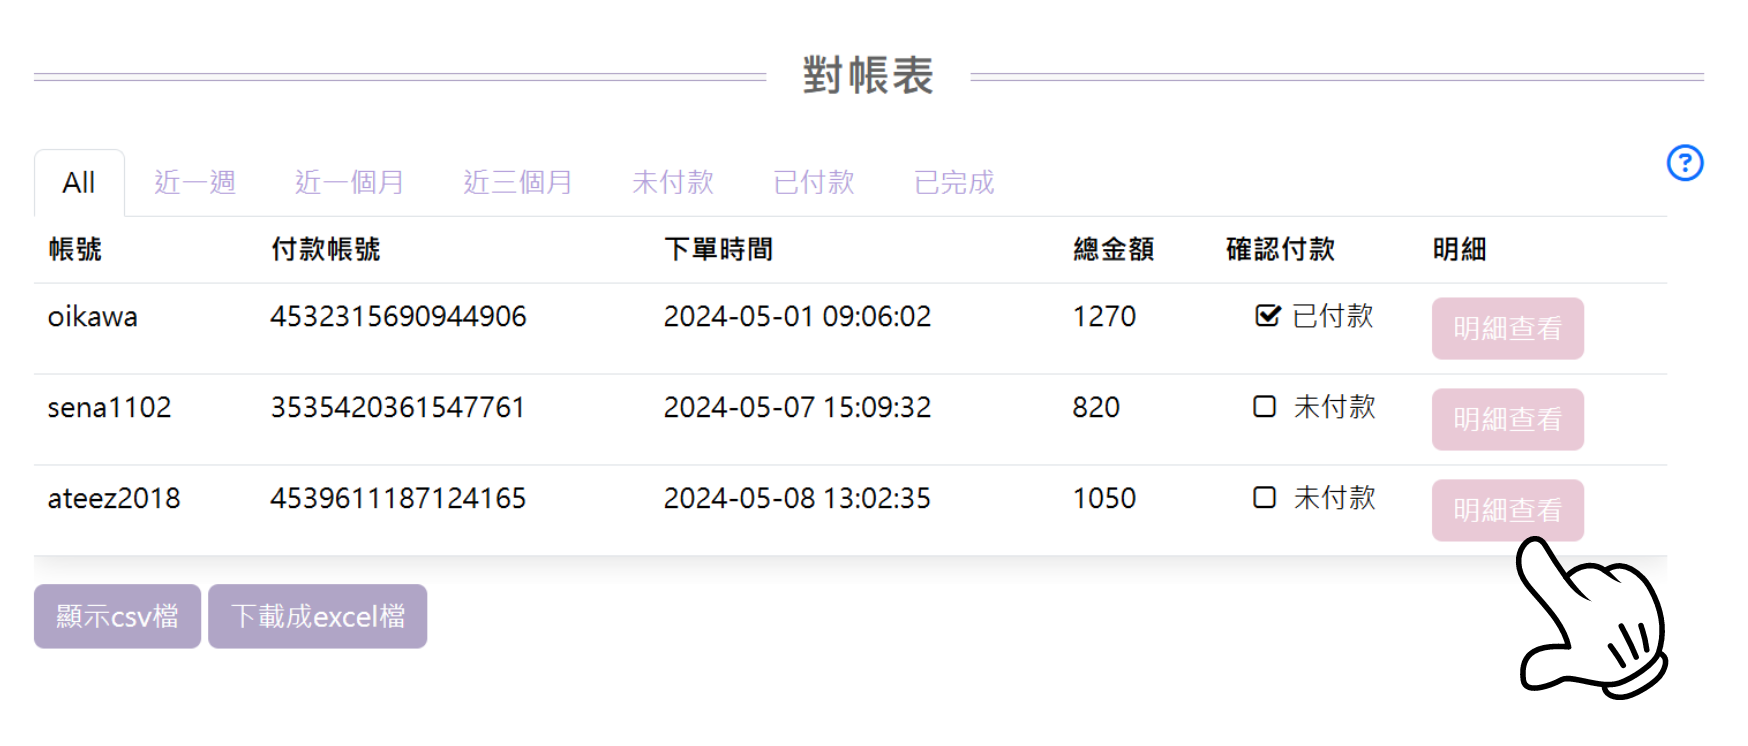 對帳表
All 近一週 近一個月 近三個月 未付款 已付款 已完成 ?
帳號 付款帳號 下單時間 總金額 確認付款 明細
oikawa 4532315690944906 2024-05-01 09:06:02 1270 已付款 明細查看
sena1102 3535420361547761 2024-05-07 15:09:32 820 未付款 明細查看
ateez2018 4539611187124165 2024-05-08 13:02:35 1050 未付款 明細查看
顯示csv檔 下載成excel檔